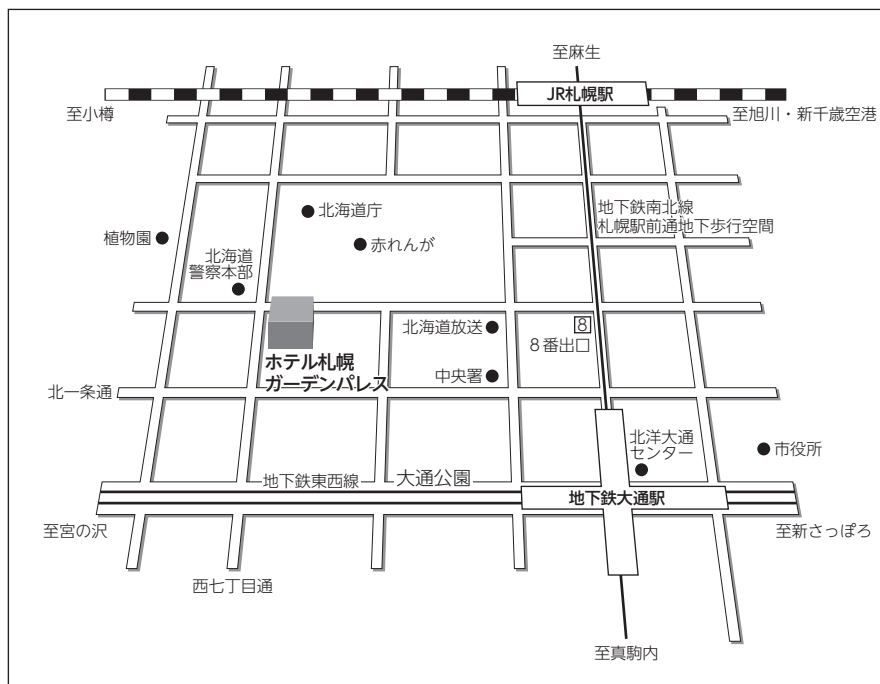 至麻生
JR札幌駅
至小樽
至旭川・新千歳空港
北海道庁
地下鉄南北線
札幌駅前通地下歩行空間
植物園
赤れんが
北海道
警察本部
8
北海道放送
8番出口
ホテル札幌
ガーデンパレス
中央署
北一条通
北洋大通
センター
市役所
地下鉄東西線
大通公園
地下鉄大通駅
至宮の沢
至新さっぽろ
西七丁目通
至真駒内